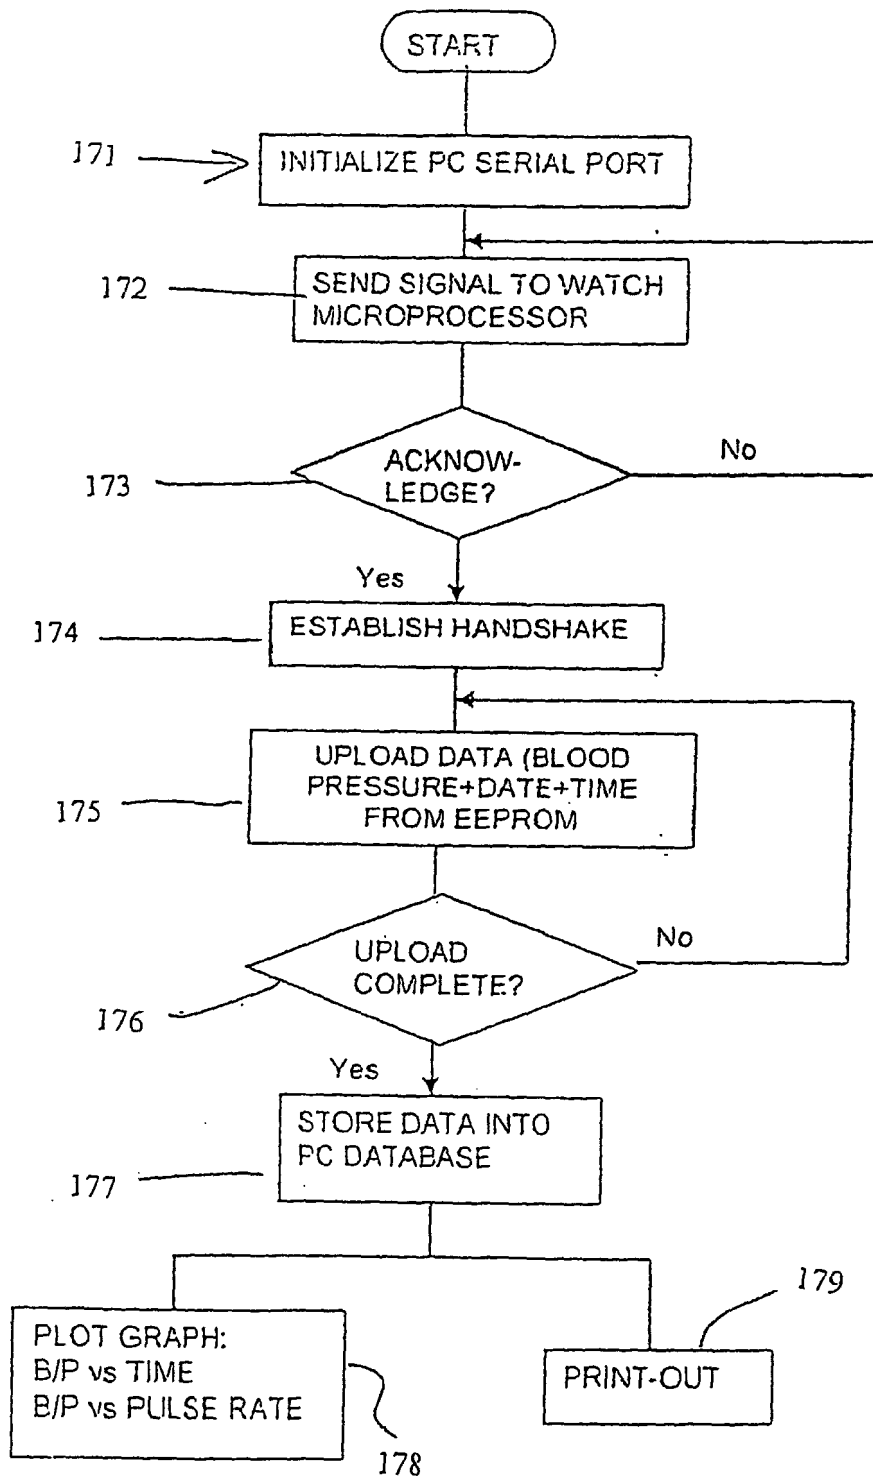 START
171
INITIALIZE PC SERIAL PORT
172
SEND SIGNAL TO WATCH
MICROPROCESSOR
173
ACKNOW-
LEDGE?
No
Yes
174
ESTABLISH HANDSHAKE
175
UPLOAD DATA (BLOOD
PRESSURE+DATE+TIME
FROM EEPROM
176
UPLOAD
COMPLETE?
No
Yes
177
STORE DATA INTO
PC DATABASE
179
PLOT GRAPH:
B/P vs TIME
B/P vs PULSE RATE
PRINT-OUT
178